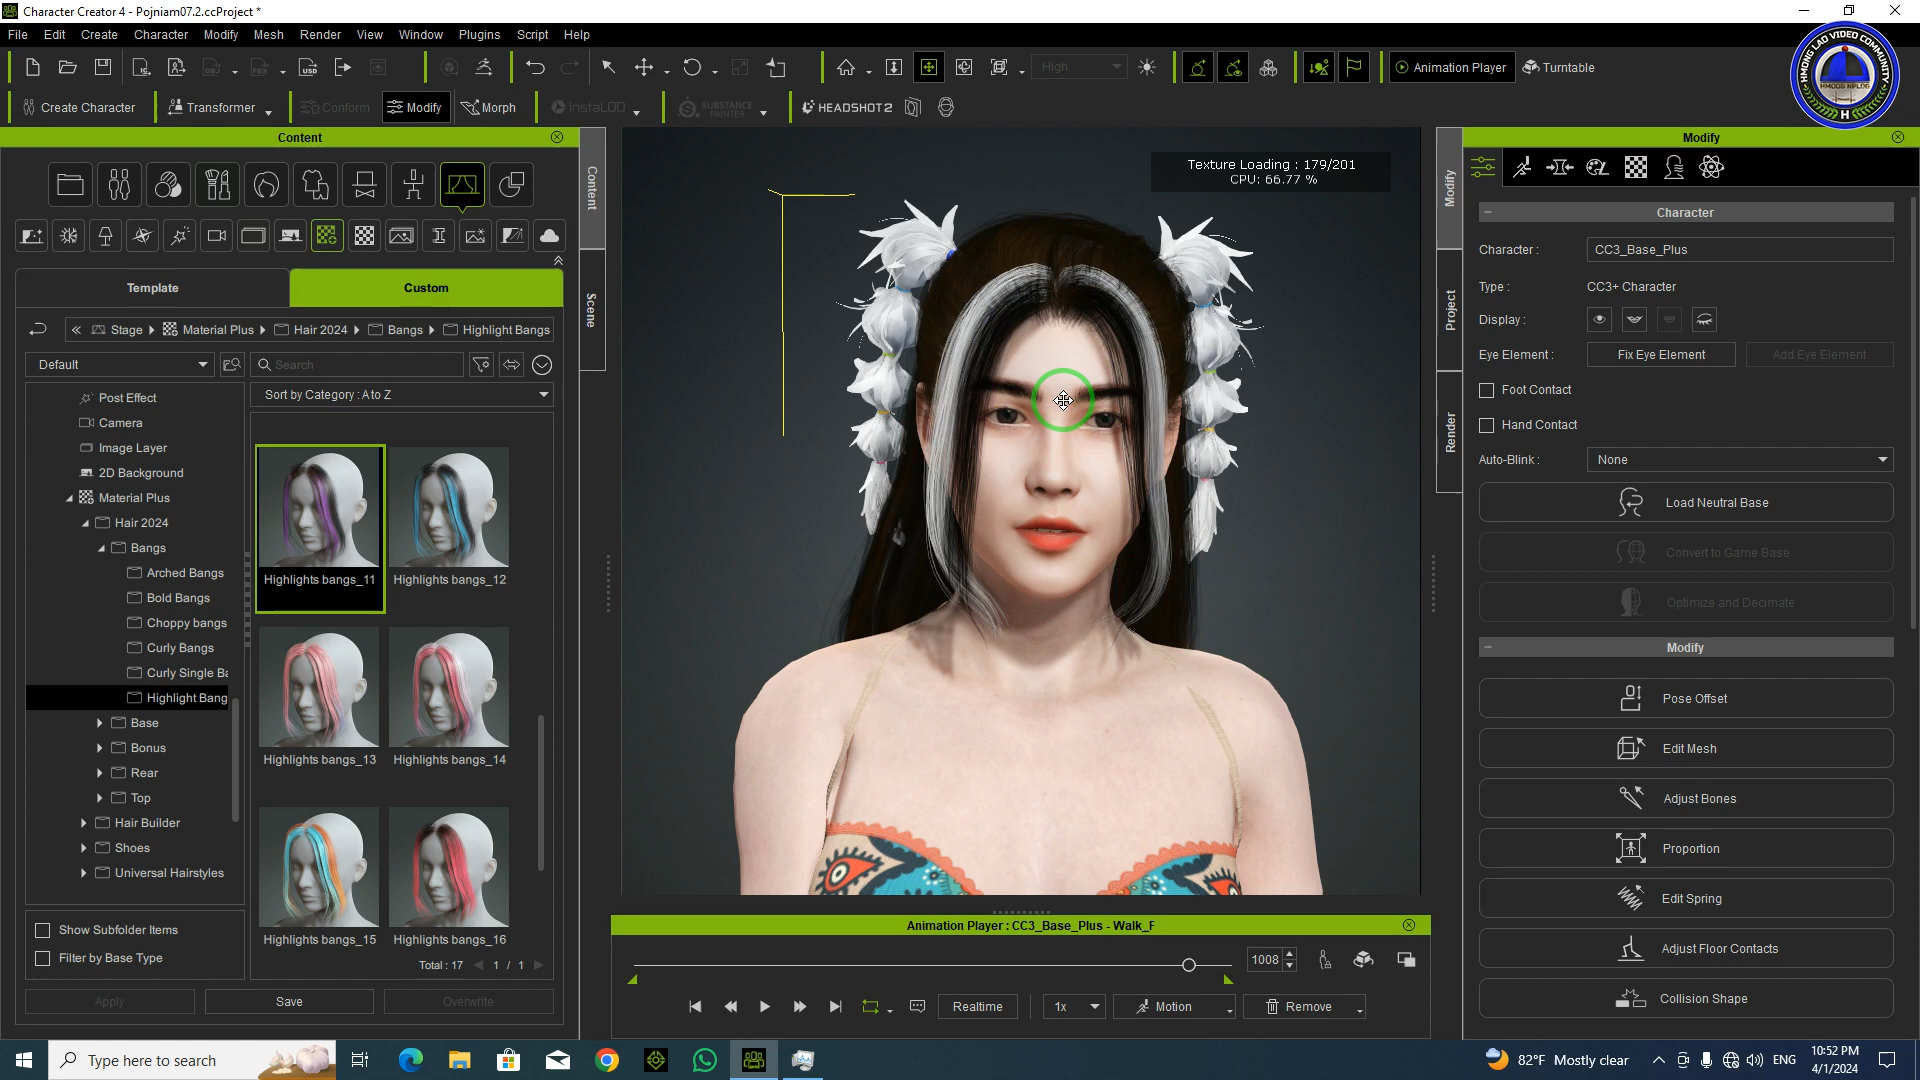 Character Creator 4 - Pojniam07.2.ccProject *
File Edit Create Character Modify Mesh Render View Window Plugins Script Help
High
Animation Player
Turntable
HMONG LAO VIDEO COMMUNITY
HMOOB NPLOG
H
Create Character
Transformer
Conform
Modify
Morph
InstaLOD
SUBSTANCE
PAINTER
HEADSHOT 2
Content
Content
Scene
Template
Custom
Stage
Material Plus
Hair 2024
Bangs
Highlight Bangs
Default
Search
Sort by Category : A to Z
Post Effect
Camera
Image Layer
2D Background
Material Plus
Hair 2024
Bangs
Arched Bangs
Bold Bangs
Choppy bangs
Curly Bangs
Curly Single Ba
Highlight Bang
Base
Bonus
Rear
Top
Hair Builder
Shoes
Universal Hairstyles
Show Subfolder Items
Filter by Base Type
Highlights bangs_11
Highlights bangs_12
Highlights bangs_13
Highlights bangs_14
Highlights bangs_15
Highlights bangs_16
Total : 17
1 / 1
Apply
Save
Overwrite
Texture Loading : 179/201
CPU: 66.77 %
Animation Player : CC3_Base_Plus - Walk_F
1008
Realtime
1x
Motion
Remove
Modify
Project
Render
Modify
Character
Character :
CC3_Base_Plus
Type :
CC3+ Character
Display :
Eye Element :
Fix Eye Element
Add Eye Element
Foot Contact
Hand Contact
Auto-Blink :
None
Load Neutral Base
Convert to Game Base
Optimize and Decimate
Modify
Pose Offset
Edit Mesh
Adjust Bones
Proportion
Edit Spring
Adjust Floor Contacts
Collision Shape
Type here to search
82°F Mostly clear
ENG
10:52 PM
4/1/2024